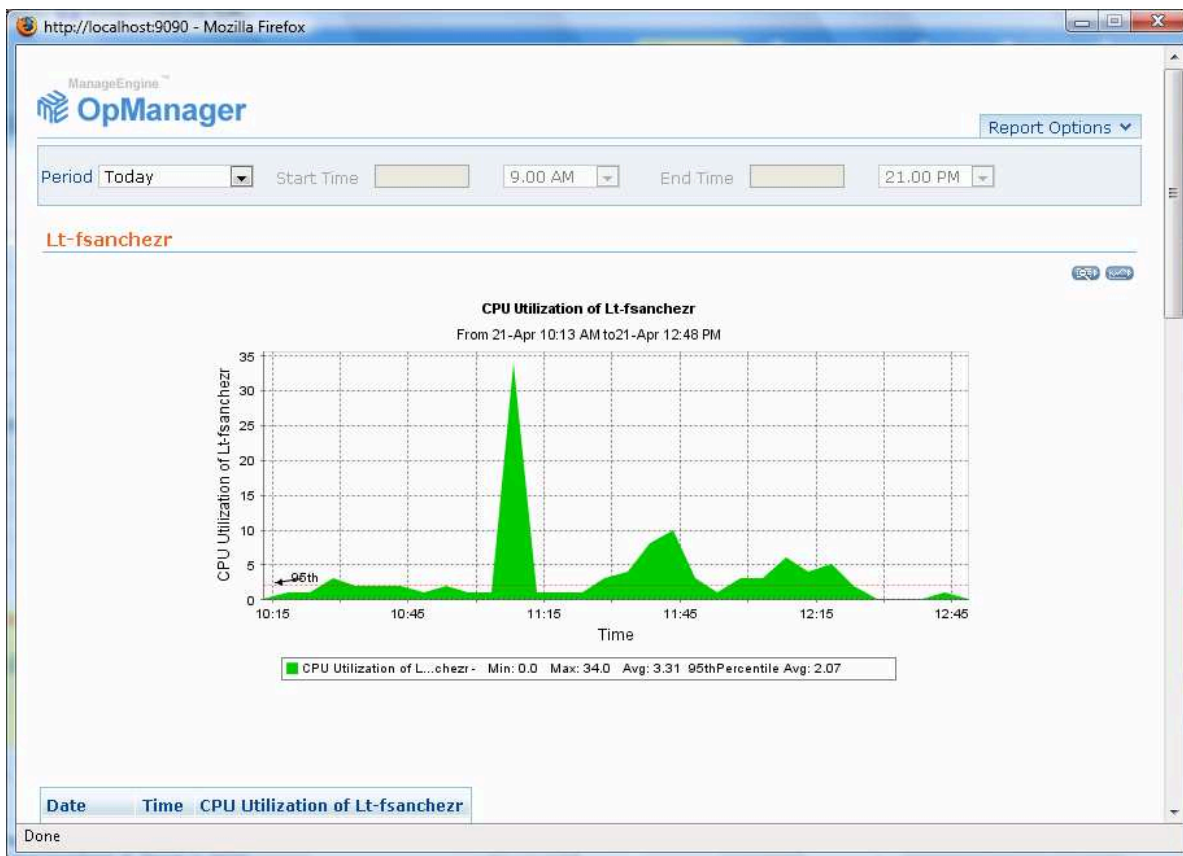 http://localhost:9090 - Mozilla Firefox
ManageEngine™
OpManager
Report Options
Period Today Start Time 9.00 AM End Time 21.00 PM
Lt-fsanchezr
CPU Utilization of Lt-fsanchezr
From 21-Apr 10:13 AM to21-Apr 12:48 PM
CPU Utilization of Lt-fsanchezr
35
30
25
20
15
10
5
0
95th
10:15 10:45 11:15 11:45 12:15 12:45
Time
CPU Utilization of L...chezr - Min: 0.0 Max: 34.0 Avg: 3.31 95thPercentile Avg: 2.07
Date Time CPU Utilization of Lt-fsanchezr
Done